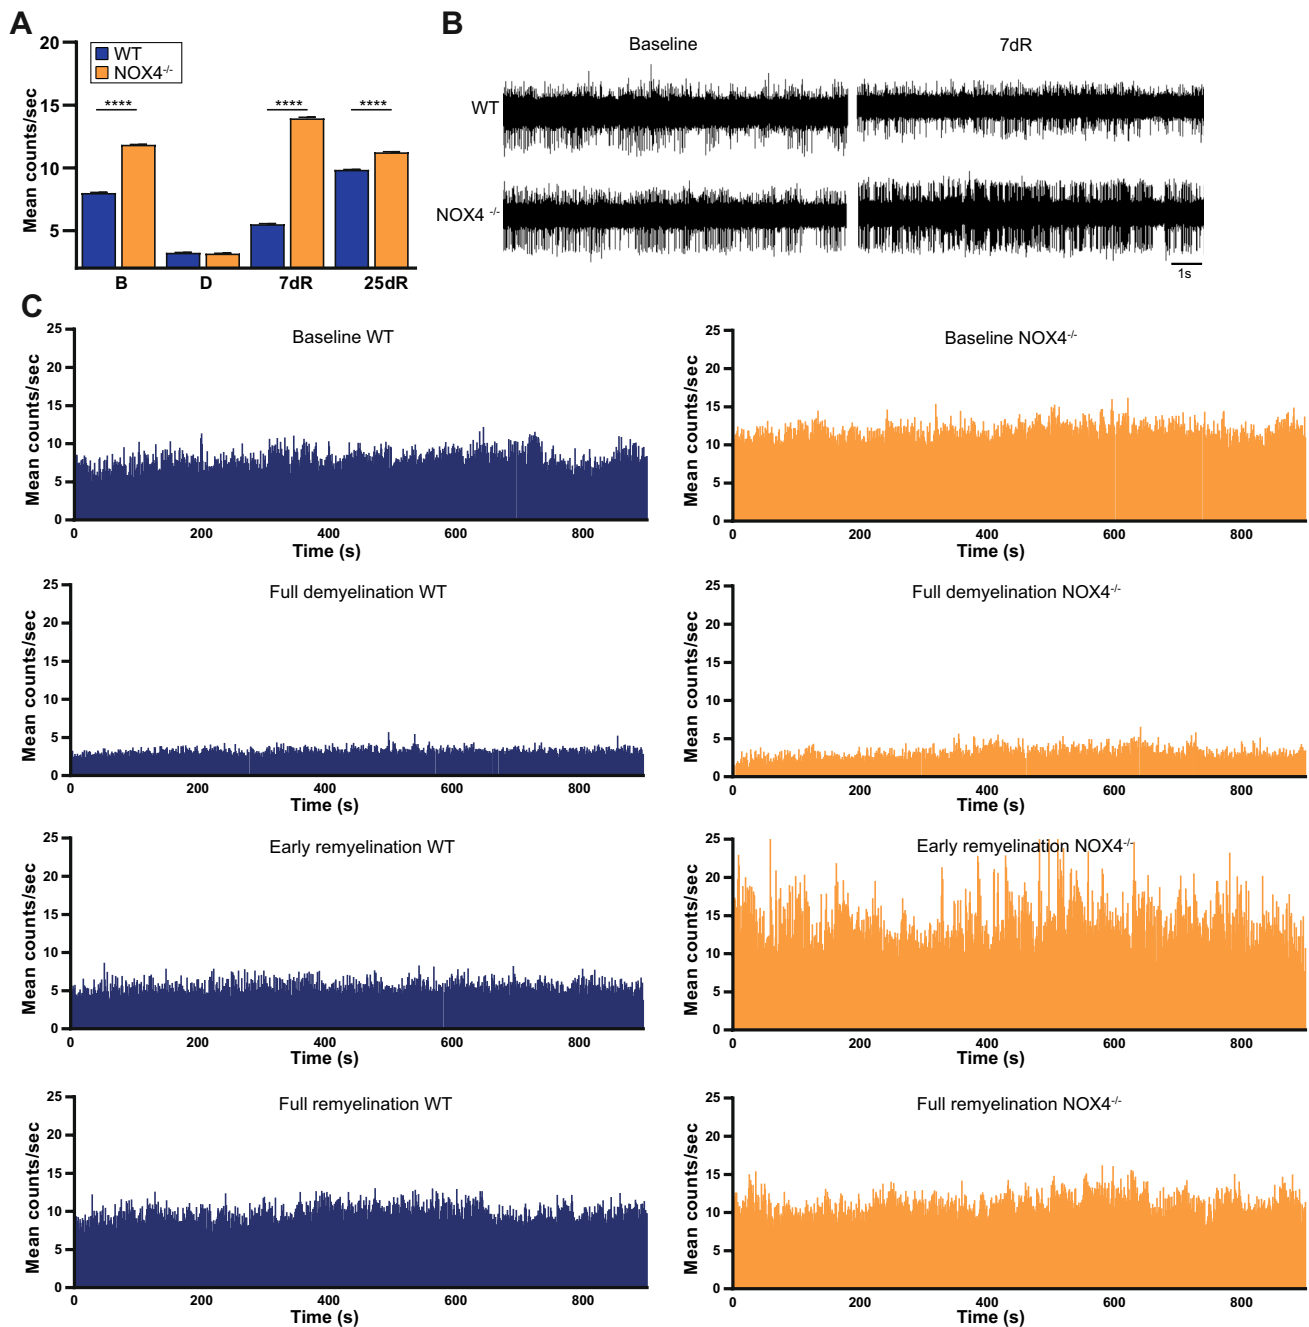 A
20
15
10
5
Mean counts/sec
WT
NOX4-/-
****
****
****
B
D
7dR
25dR
B
Baseline
7dR
WT
NOX4 -/-
1s
C
Baseline WT
25
20
15
10
5
0
Mean counts/sec
0 200 400 600 800
Time (s)
Baseline NOX4-/-
25
20
15
10
5
0
Mean counts/sec
0 200 400 600 800
Time (s)
Full demyelination WT
25
20
15
10
5
0
Mean counts/sec
0 200 400 600 800
Time (s)
Full demyelination NOX4-/-
25
20
15
10
5
0
Mean counts/sec
0 200 400 600 800
Time (s)
Early remyelination WT
25
20
15
10
5
0
Mean counts/sec
0 200 400 600 800
Time (s)
Early remyelination NOX4-/-
25
20
15
10
5
0
Mean counts/sec
0 200 400 600 800
Time (s)
Full remyelination WT
25
20
15
10
5
0
Mean counts/sec
0 200 400 600 800
Time (s)
Full remyelination NOX4-/-
25
20
15
10
5
0
Mean counts/sec
0 200 400 600 800
Time (s)